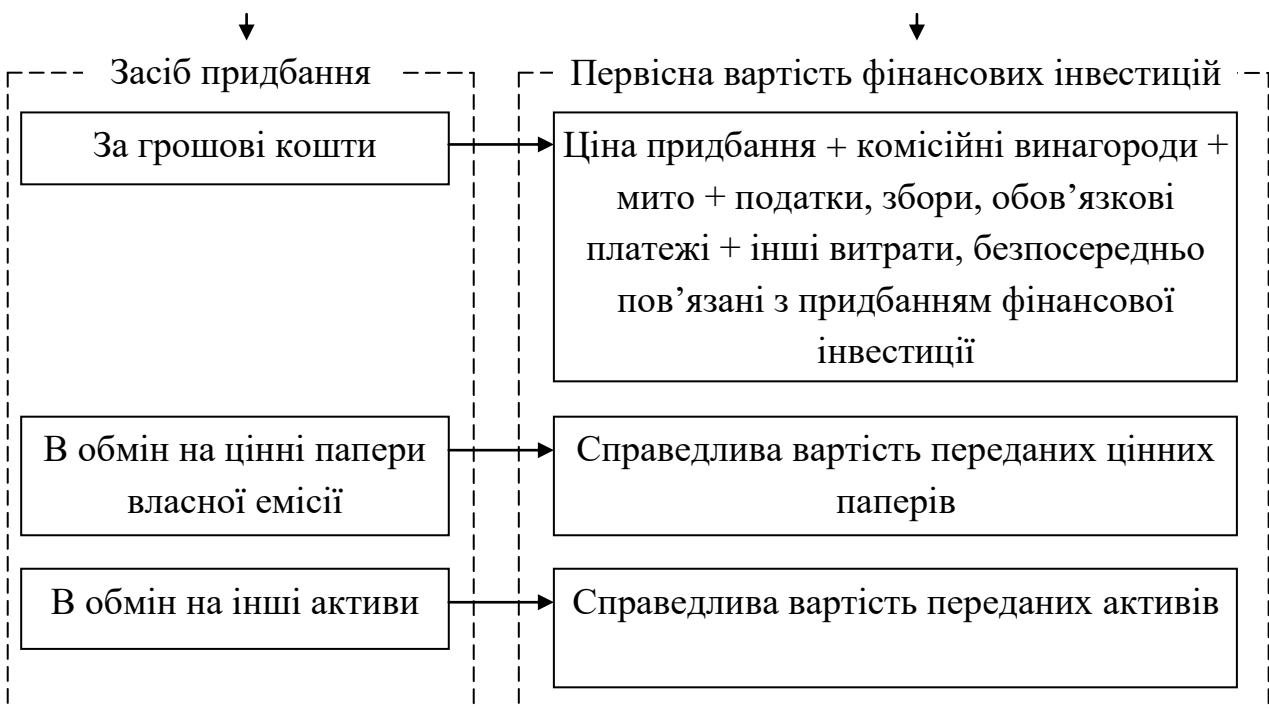 Засіб придбання
Первісна вартість фінансових інвестицій
За грошові кошти
Ціна придбання + комісійні винагороди +
мито + податки, збори, обов’язкові
платежі + інші витрати, безпосередньо
пов’язані з придбанням фінансової
інвестиції
В обмін на цінні папери
власної емісії
Справедлива вартість переданих цінних
паперів
В обмін на інші активи
Справедлива вартість переданих активів